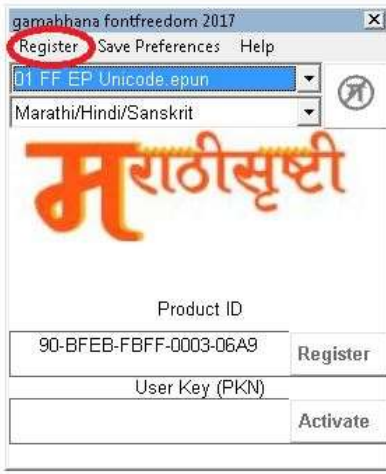 gamabhana fontfreedom 2017
Register Save Preferences Help
01 FF EP Unicode.epun
Marathi/Hindi/Sanskrit
मराठीसृष्टी
Product ID
90-BFEB-FBFF-0003-06A9
Register
User Key (PKN)
Activate